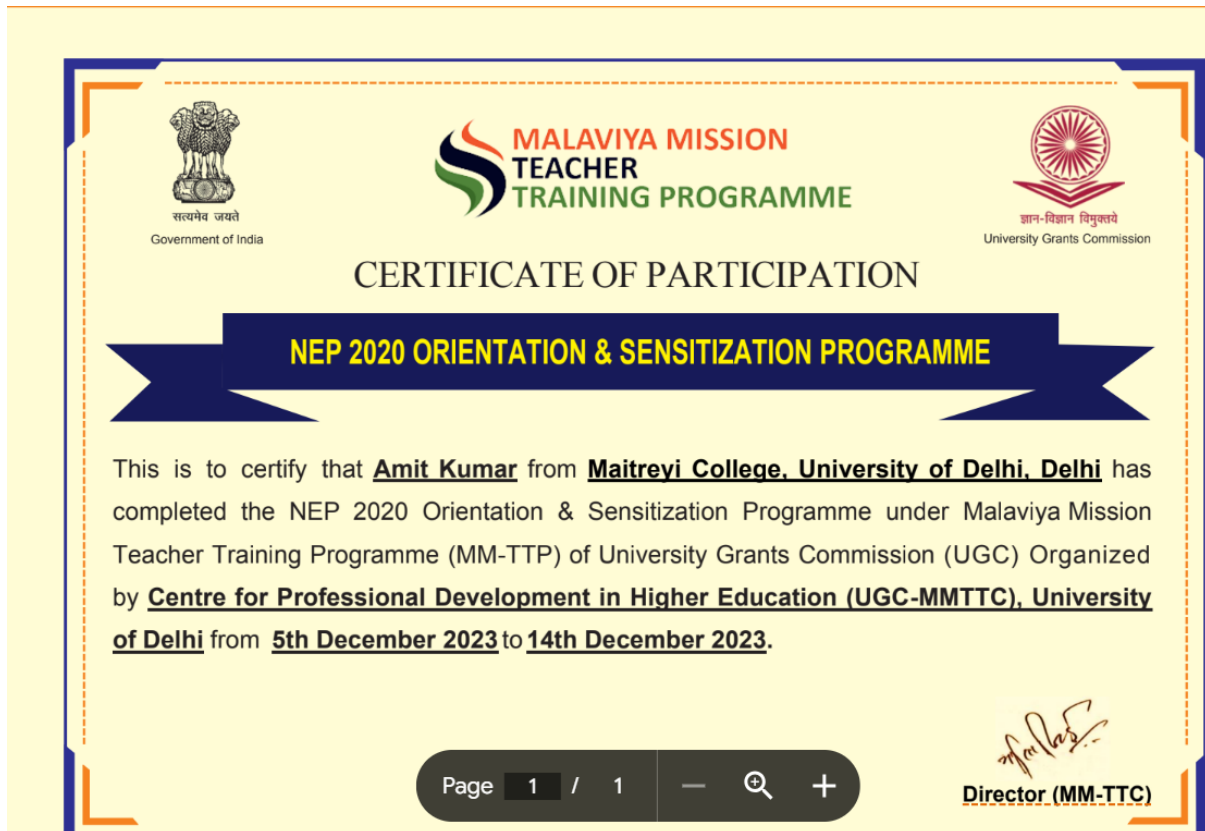 MALAVIYA MISSION
TEACHER
TRAINING PROGRAMME
सत्यमेव जयते
Government of India
ज्ञान-विज्ञान विमुक्तये
University Grants Commission
CERTIFICATE OF PARTICIPATION
NEP 2020 ORIENTATION & SENSITIZATION PROGRAMME
This is to certify that Amit Kumar from Maitreyi College, University of Delhi, Delhi has
completed the NEP 2020 Orientation & Sensitization Programme under Malaviya Mission
Teacher Training Programme (MM-TTP) of University Grants Commission (UGC) Organized
by Centre for Professional Development in Higher Education (UGC-MMTTC), University
of Delhi from 5th December 2023 to 14th December 2023.
Page 1 / 1
Director (MM-TTC)